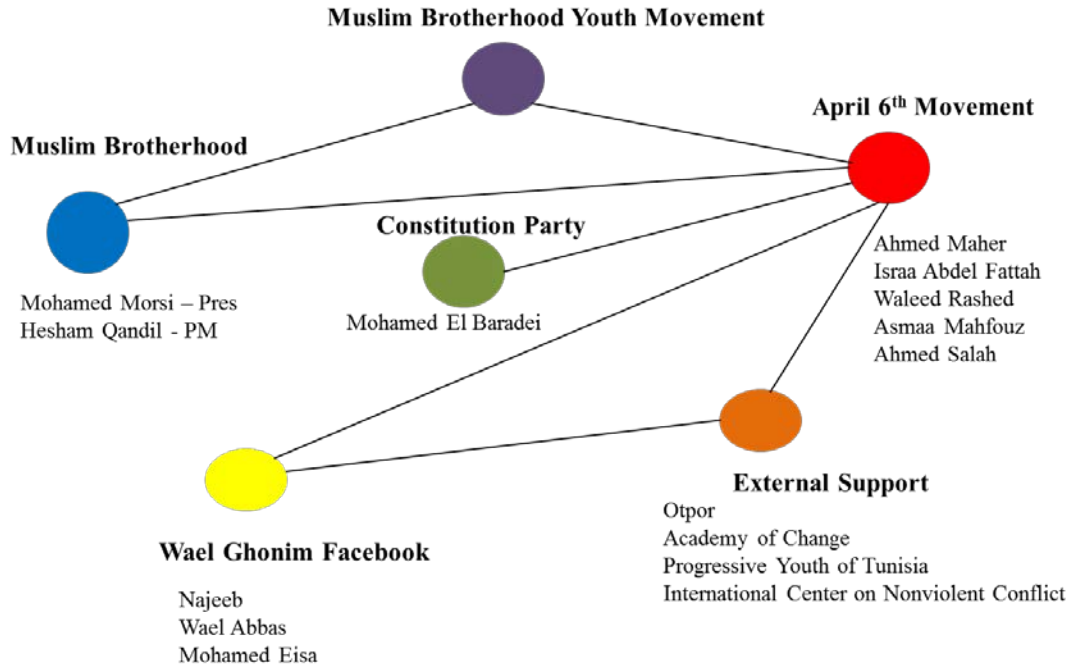 Muslim Brotherhood Youth Movement
April 6th Movement
Muslim Brotherhood
Constitution Party
Ahmed Maher
Israa Abdel Fattah
Waleed Rashed
Asmaa Mahfouz
Ahmed Salah
Mohamed Morsi – Pres
Hesham Qandil - PM
Mohamed El Baradei
External Support
Otpor
Academy of Change
Progressive Youth of Tunisia
International Center on Nonviolent Conflict
Wael Ghonim Facebook
Najeeb
Wael Abbas
Mohamed Eisa